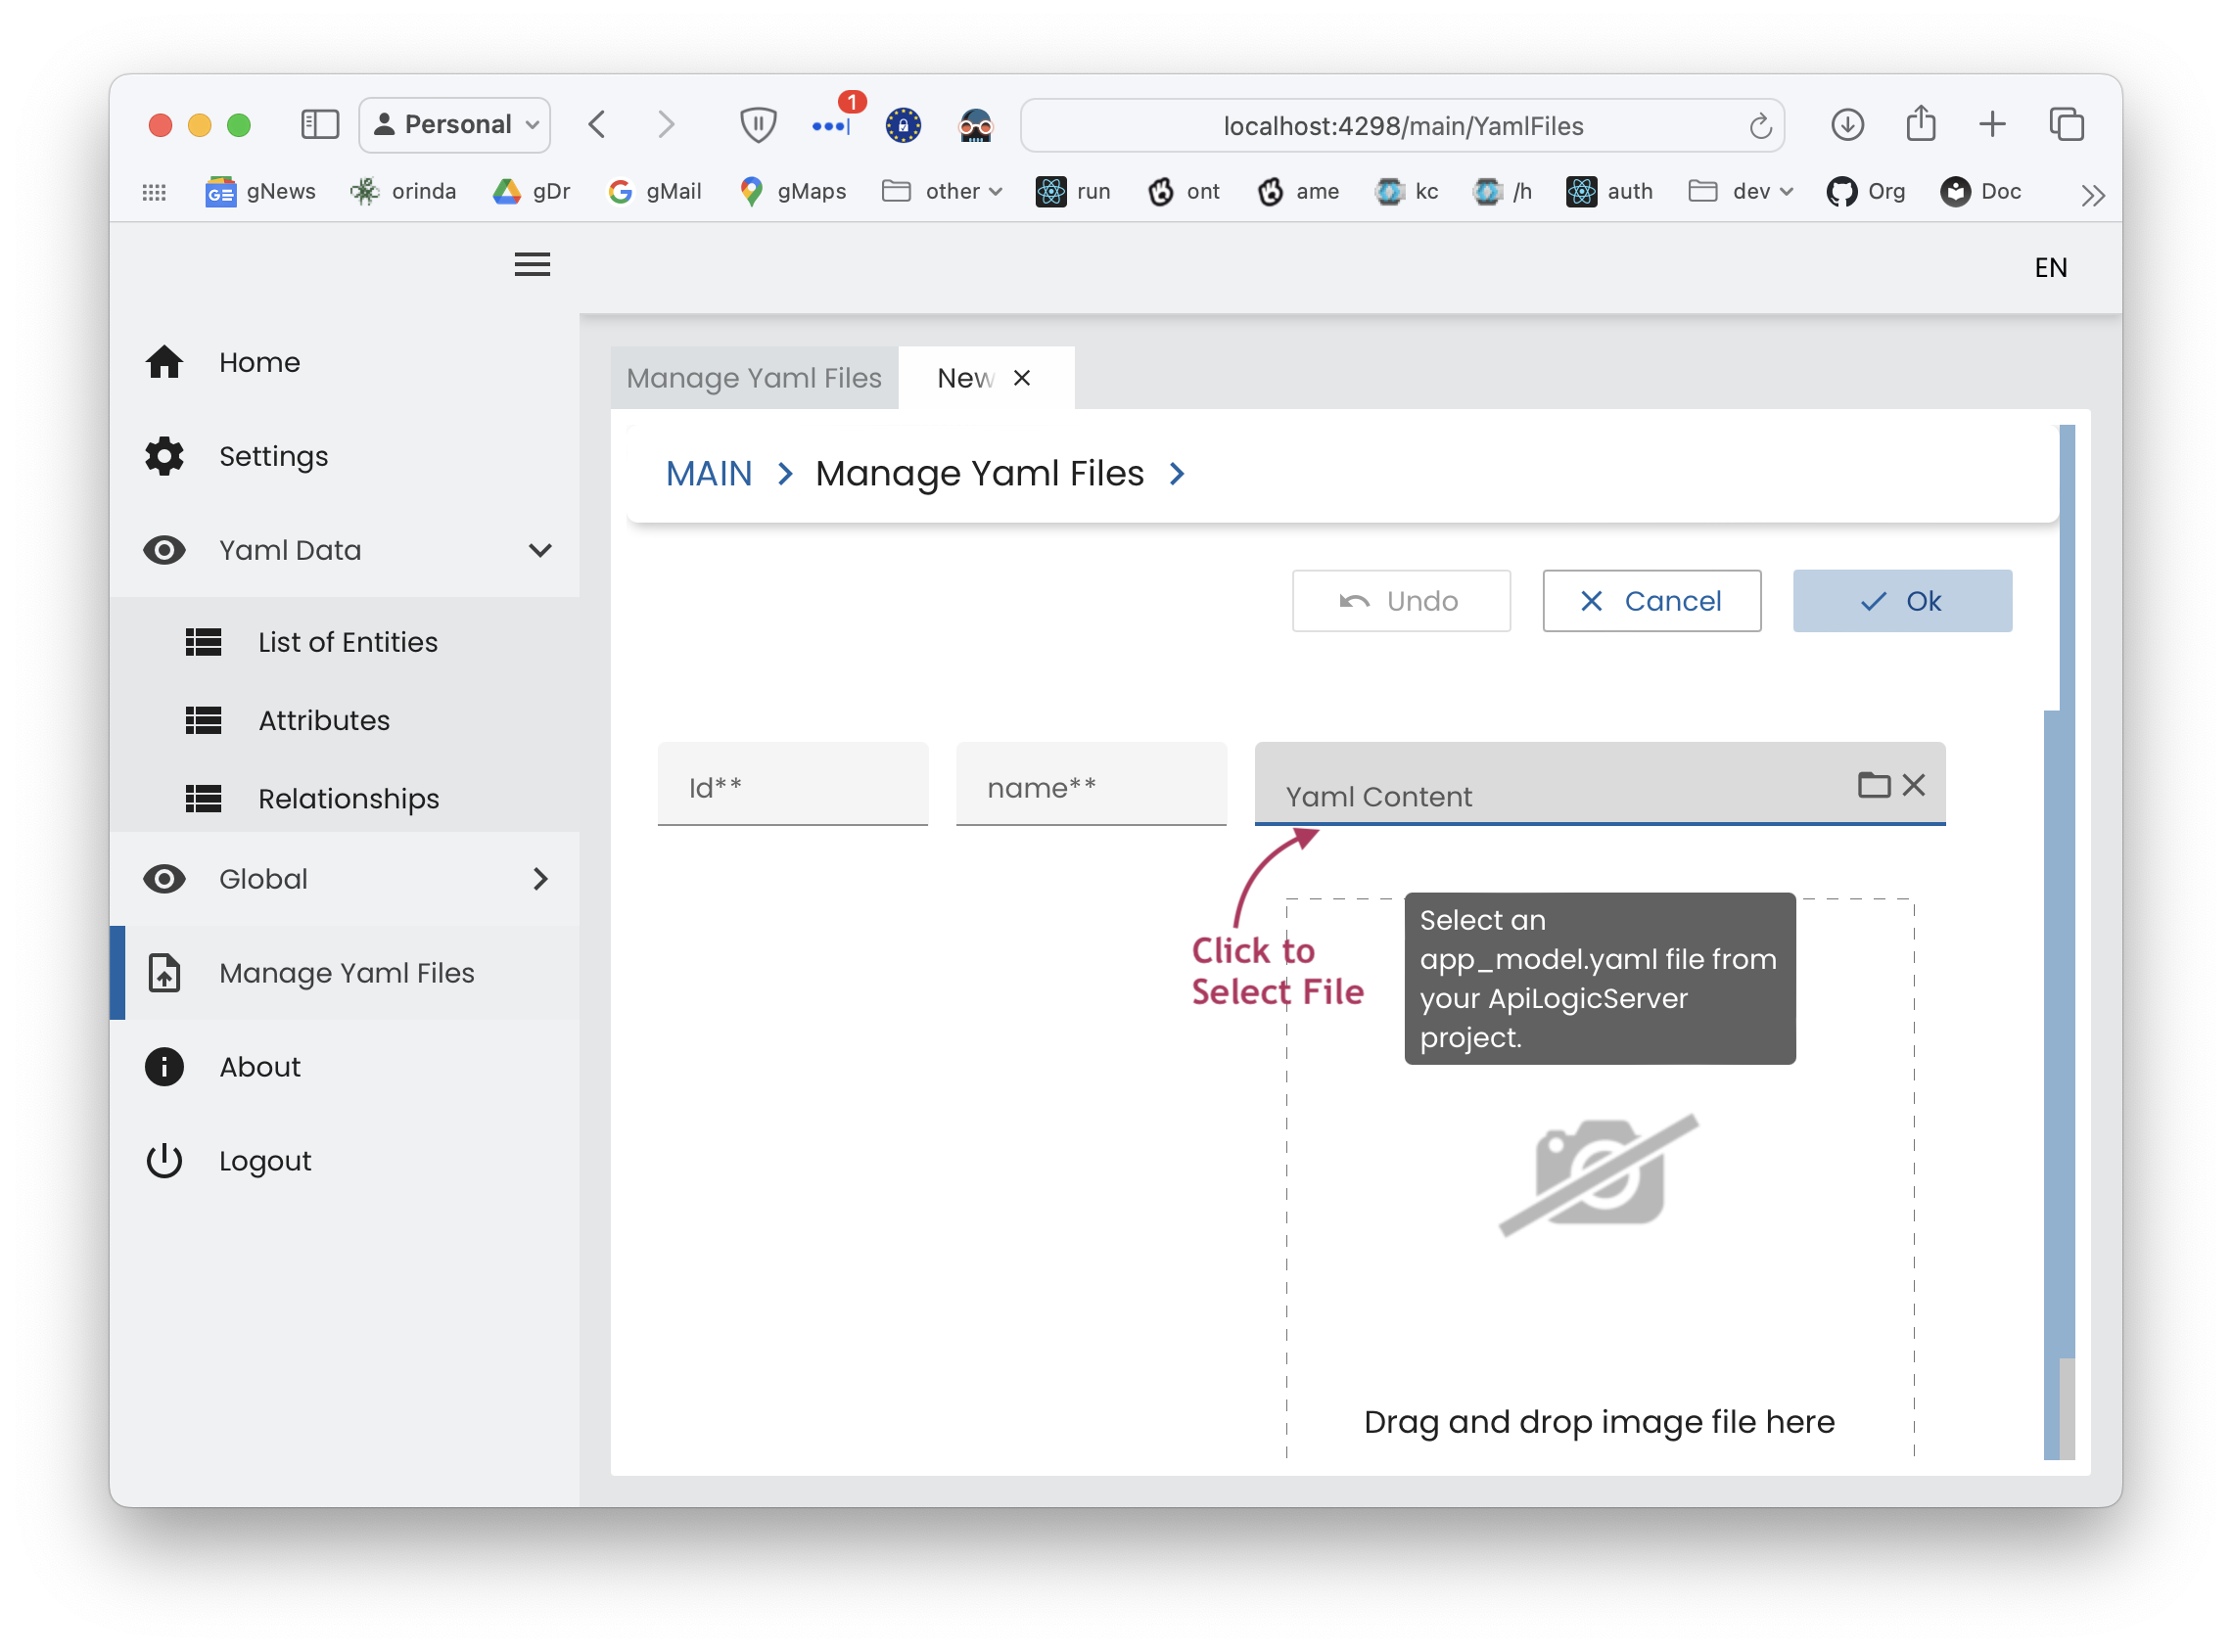 Personal
1
localhost:4298/main/YamlFiles
gNews
orinda
gDr
gMail
gMaps
other
run
ont
ame
kc
/h
auth
dev
Org
Doc
EN
Home
Settings
Yaml Data
List of Entities
Attributes
Relationships
Global
Manage Yaml Files
About
Logout
Manage Yaml Files
New
MAIN > Manage Yaml Files >
Undo
Cancel
Ok
Id**
name**
Yaml Content
Click to
Select File
Select an
app_model.yaml file from
your ApiLogicServer
project.
Drag and drop image file here